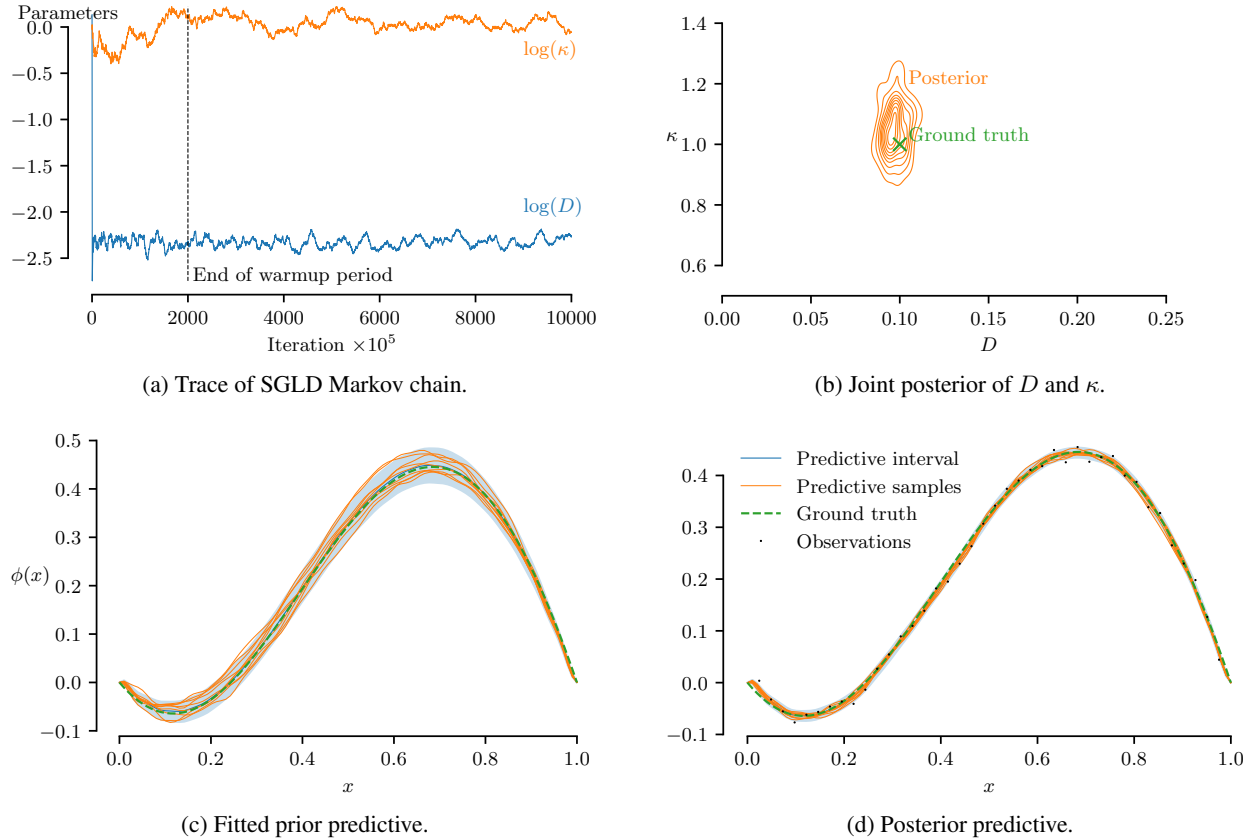 Parameters
0.0
−0.5
−1.0
−1.5
−2.0
−2.5
log(κ)
log(D)
End of warmup period
0 2000 4000 6000 8000 10000
Iteration ×10⁵
(a) Trace of SGLD Markov chain.
1.4
1.2
κ 1.0
0.8
0.6
Posterior
Ground truth
0.00 0.05 0.10 0.15 0.20 0.25
D
(b) Joint posterior of D and κ.
0.5
0.4
0.3
ϕ(x)
0.2
0.1
0.0
−0.1
0.0 0.2 0.4 0.6 0.8 1.0
x
(c) Fitted prior predictive.
0.4
0.3
0.2
0.1
0.0
−0.1
Predictive interval
Predictive samples
Ground truth
Observations
0.0 0.2 0.4 0.6 0.8 1.0
x
(d) Posterior predictive.